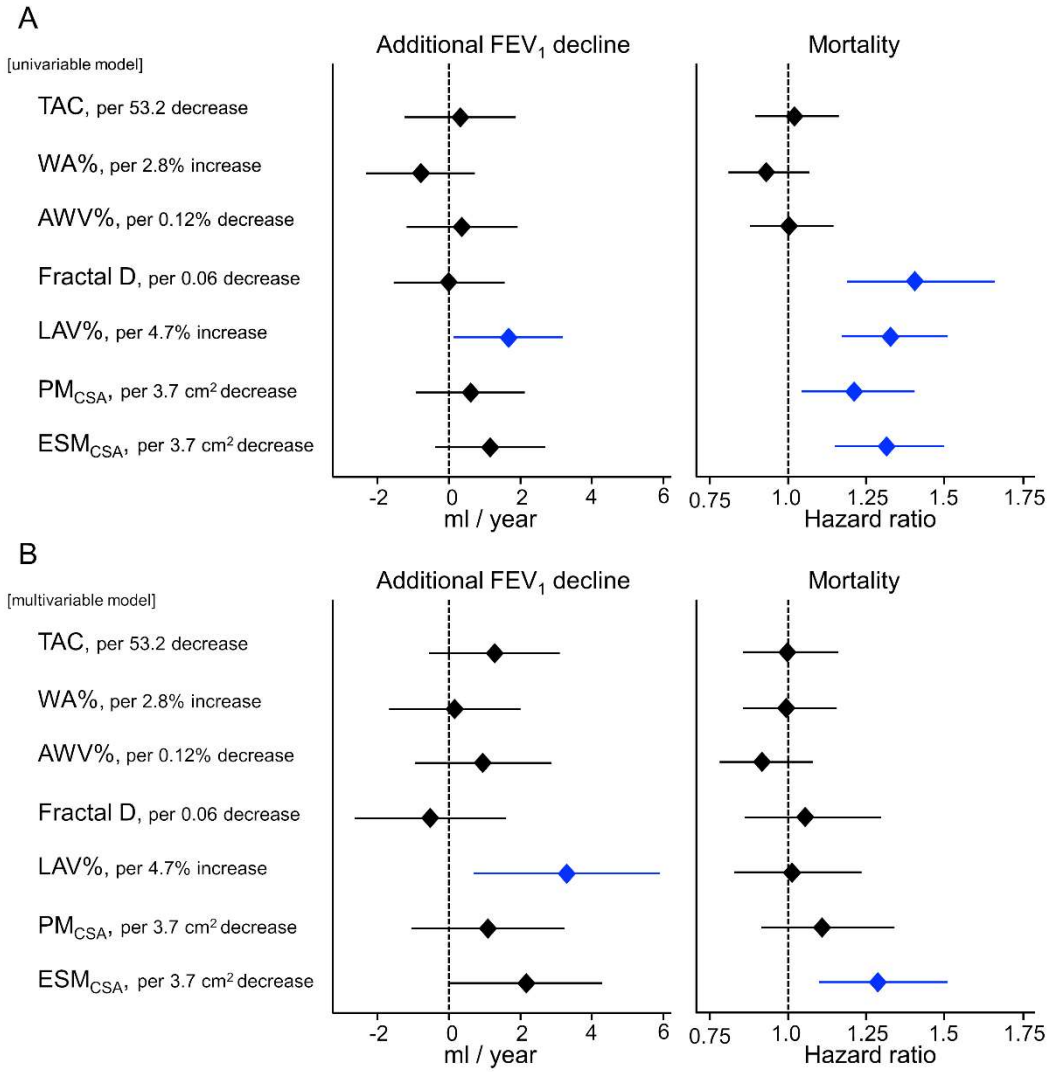 A
Additional FEV₁ decline
Mortality
[univariable model]
TAC, per 53.2 decrease
WA%, per 2.8% increase
AWV%, per 0.12% decrease
Fractal D, per 0.06 decrease
LAV%, per 4.7% increase
PM_CSA, per 3.7 cm² decrease
ESM_CSA, per 3.7 cm² decrease
-2 0 2 4 6
ml / year
0.75 1.0 1.25 1.5 1.75
Hazard ratio
B
Additional FEV₁ decline
Mortality
[multivariable model]
TAC, per 53.2 decrease
WA%, per 2.8% increase
AWV%, per 0.12% decrease
Fractal D, per 0.06 decrease
LAV%, per 4.7% increase
PM_CSA, per 3.7 cm² decrease
ESM_CSA, per 3.7 cm² decrease
-2 0 2 4 6
ml / year
0.75 1.0 1.25 1.5 1.75
Hazard ratio